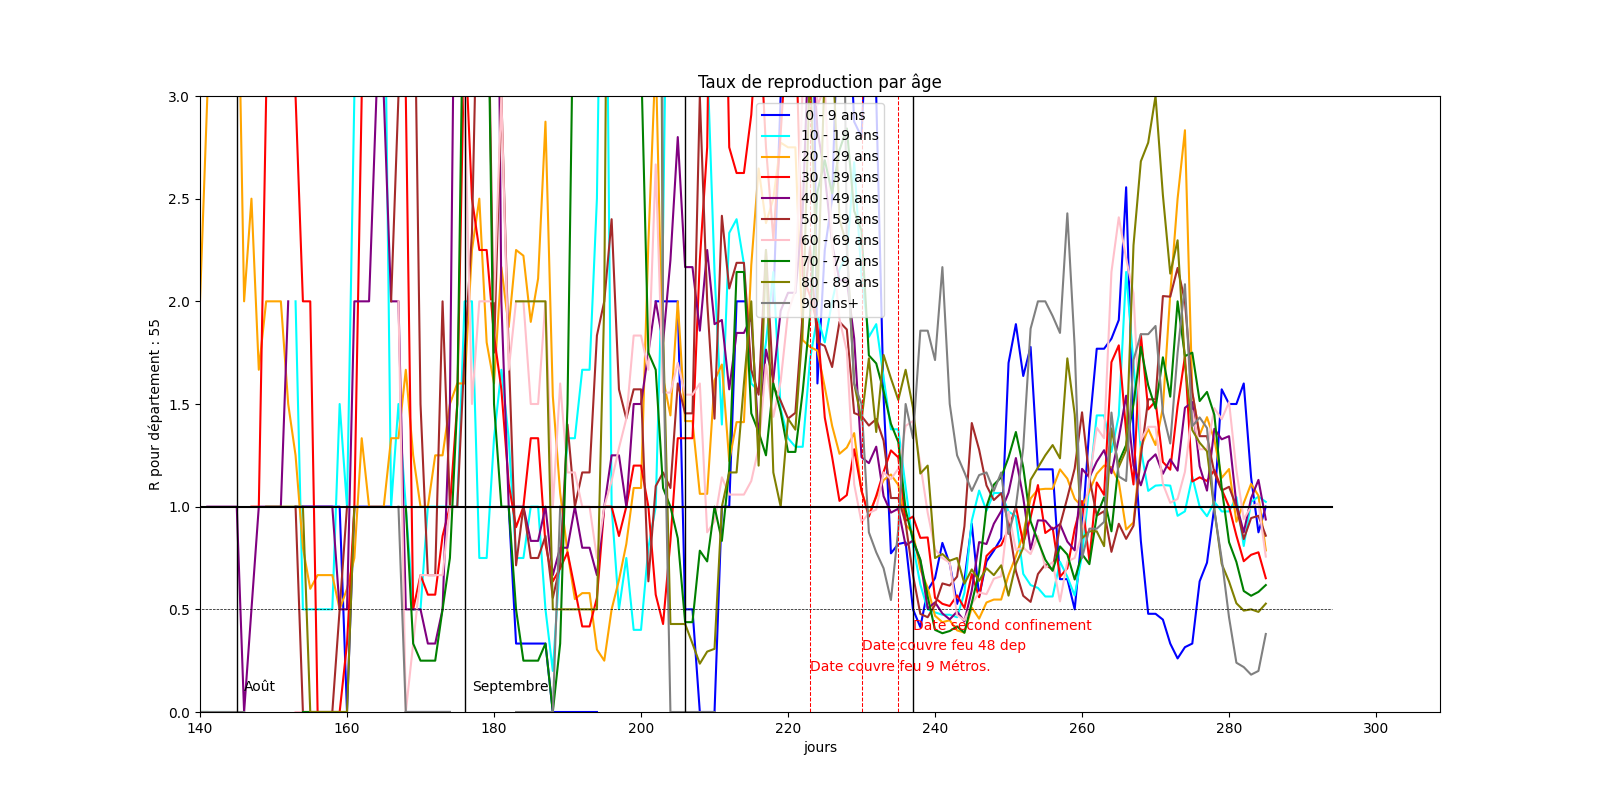 Taux de reproduction par âge
R pour département : 55
3.0
2.5
2.0
1.5
1.0
0.5
0.0
0 - 9 ans
10 - 19 ans
20 - 29 ans
30 - 39 ans
40 - 49 ans
50 - 59 ans
60 - 69 ans
70 - 79 ans
80 - 89 ans
90 ans+
Date second confinement
Date couvre feu 48 dep
Date couvre feu 9 Métros.
Août
Septembre
140 160 180 200 220 240 260 280 300
jours